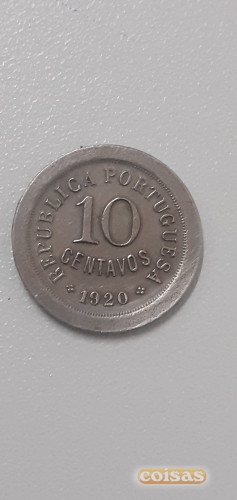 REPUBLICA PORTUGUESA
10
CENTAVOS
* 1920 *
coisas